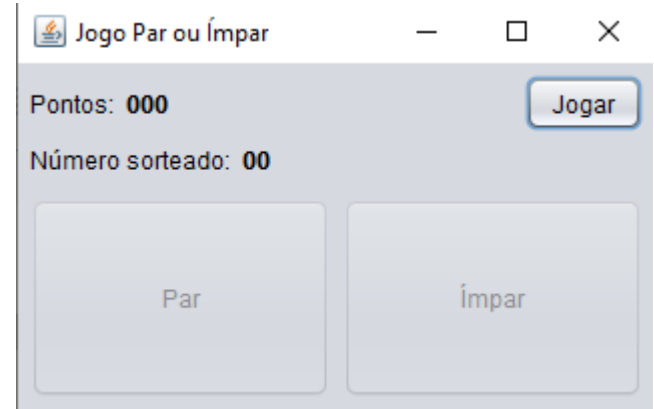 Jogo Par ou Ímpar
Pontos: 000 Jogar
Número sorteado: 00
Par Ímpar